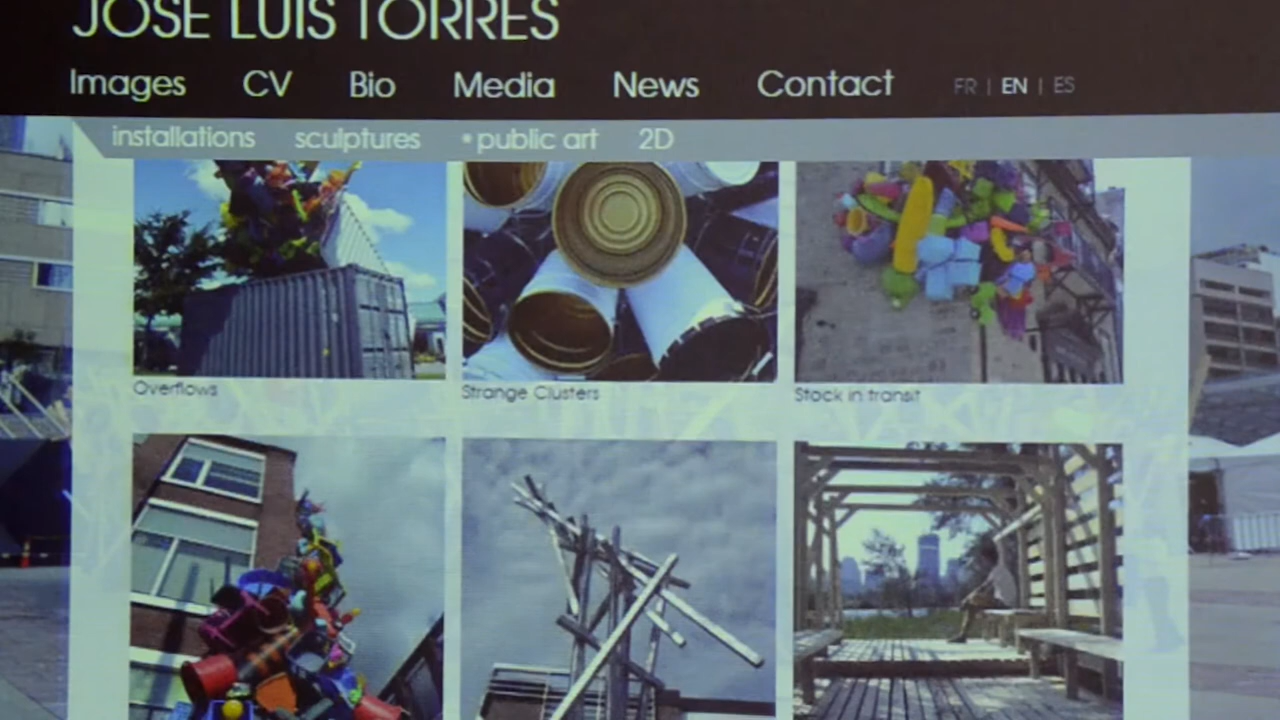 JOSE LUIS TORRES
Images CV Bio Media News Contact FR | EN | ES
installations sculptures • public art 2D
Overflows Strange Clusters Stock in transit